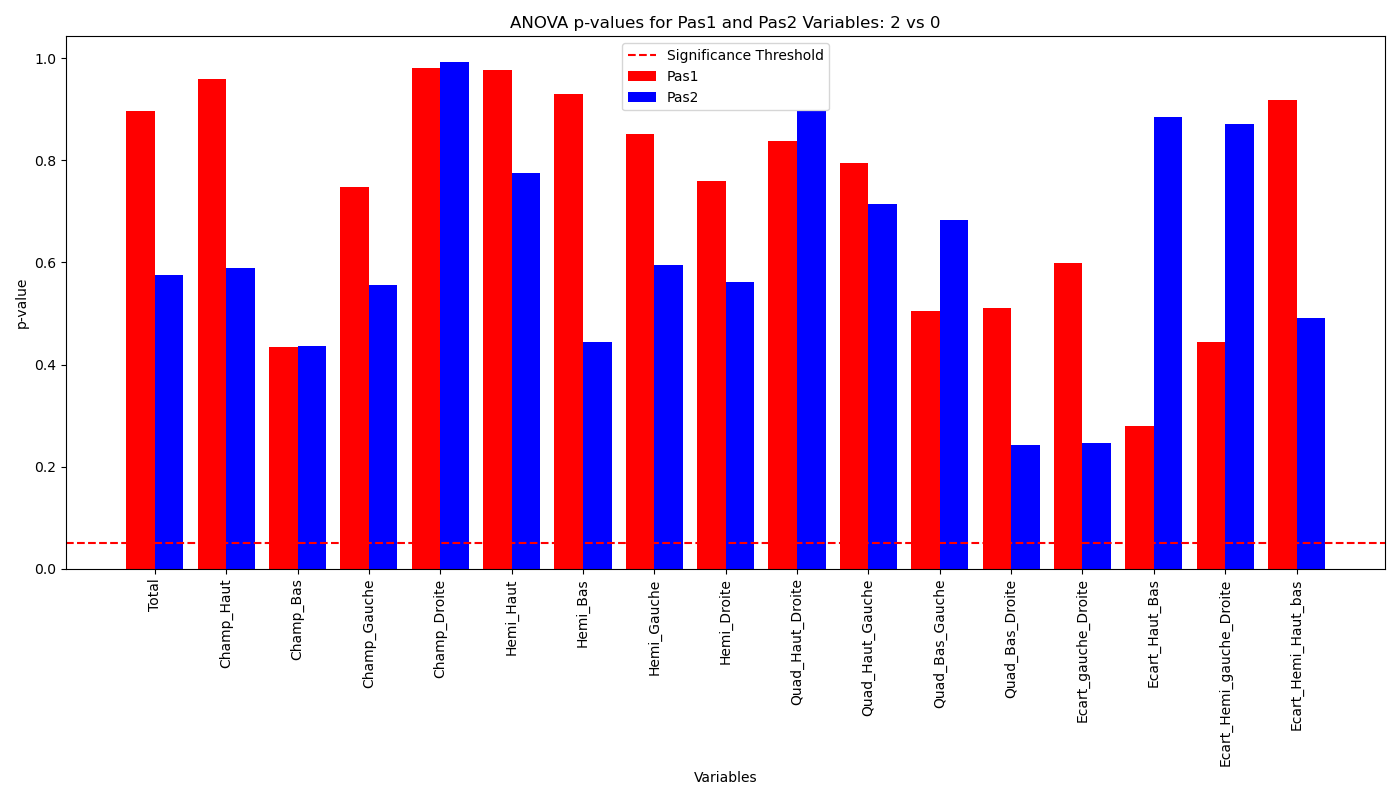 ANOVA p-values for Pas1 and Pas2 Variables: 2 vs 0
Significance Threshold
Pas1
Pas2
p-value
1.0
0.8
0.6
0.4
0.2
0.0
Total
Champ_Haut
Champ_Bas
Champ_Gauche
Champ_Droite
Hemi_Haut
Hemi_Bas
Hemi_Gauche
Hemi_Droite
Quad_Haut_Droite
Quad_Haut_Gauche
Quad_Bas_Gauche
Quad_Bas_Droite
Ecart_gauche_Droite
Ecart_Haut_Bas
Ecart_Hemi_gauche_Droite
Ecart_Hemi_Haut_bas
Variables